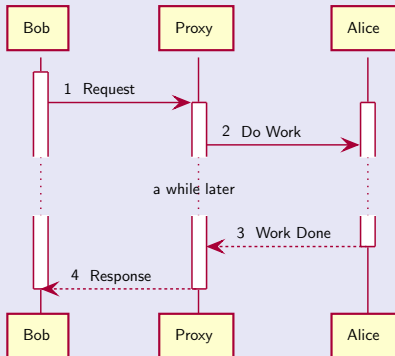 Bob Proxy Alice
1 Request
2 Do Work
a while later
3 Work Done
4 Response
Bob Proxy Alice